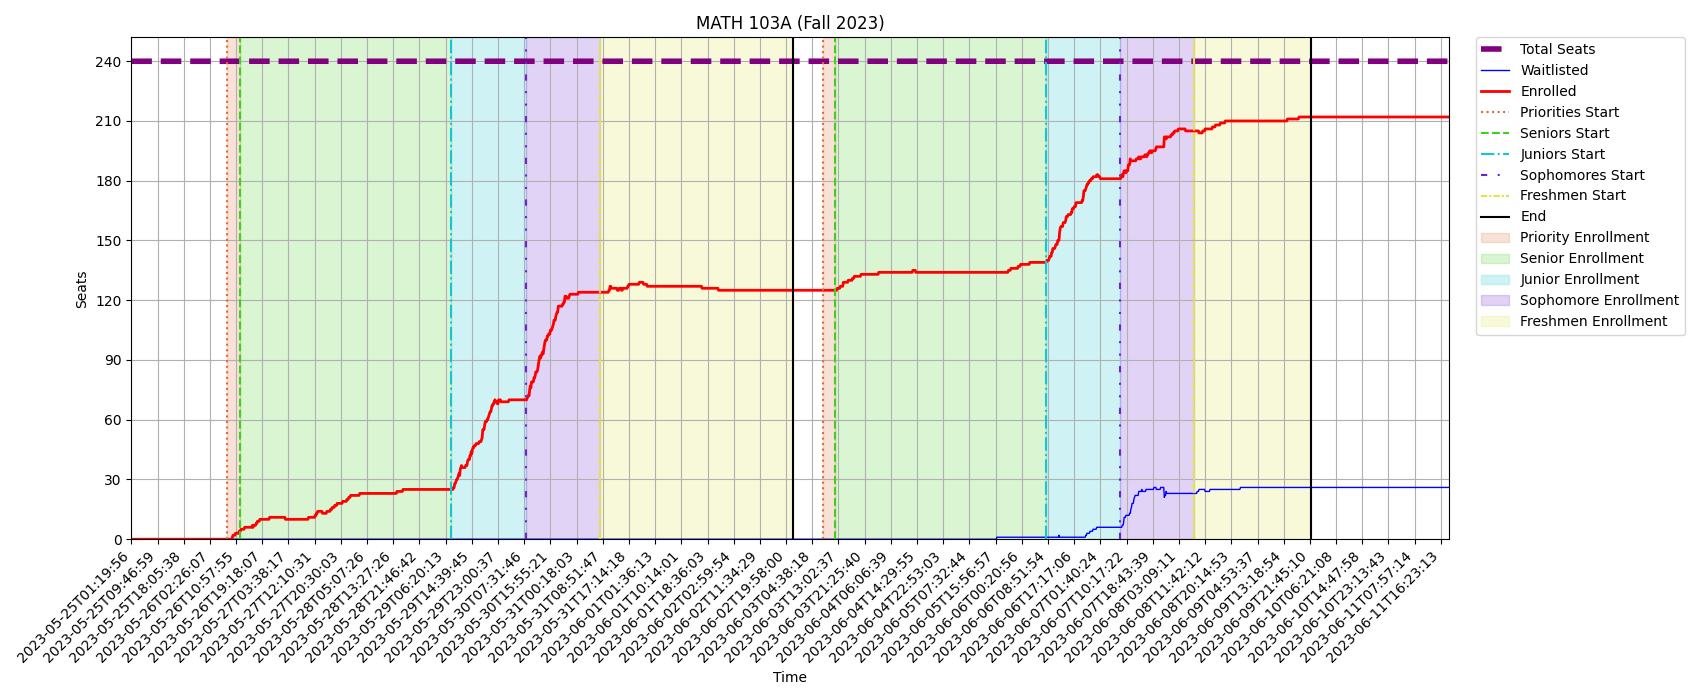 MATH 103A (Fall 2023)
Seats
240
210
180
150
120
90
60
30
0
2023-05-25T01:19:56
2023-05-25T09:46:59
2023-05-25T18:05:38
2023-05-26T02:26:07
2023-05-26T10:57:55
2023-05-26T19:18:07
2023-05-27T03:38:17
2023-05-27T12:10:31
2023-05-27T20:30:03
2023-05-28T05:07:26
2023-05-28T13:27:26
2023-05-28T21:46:42
2023-05-29T06:20:13
2023-05-29T14:39:45
2023-05-29T23:00:37
2023-05-30T07:31:46
2023-05-30T15:55:21
2023-05-31T00:18:03
2023-05-31T08:51:47
2023-05-31T17:14:18
2023-06-01T01:36:13
2023-06-01T10:14:01
2023-06-01T18:36:03
2023-06-02T02:59:54
2023-06-02T11:34:29
2023-06-02T19:58:00
2023-06-03T04:38:18
2023-06-03T13:02:37
2023-06-03T21:25:40
2023-06-04T06:06:39
2023-06-04T14:29:55
2023-06-04T22:53:03
2023-06-05T07:32:44
2023-06-05T15:56:57
2023-06-06T00:20:56
2023-06-06T08:51:54
2023-06-06T17:17:06
2023-06-07T01:40:24
2023-06-07T10:17:22
2023-06-07T18:43:39
2023-06-08T03:09:11
2023-06-08T11:42:12
2023-06-08T20:14:53
2023-06-09T04:53:37
2023-06-09T13:18:54
2023-06-09T21:45:10
2023-06-10T06:21:08
2023-06-10T14:47:58
2023-06-10T23:13:43
2023-06-11T07:57:14
2023-06-11T16:23:13
Time
Total Seats
Waitlisted
Enrolled
Priorities Start
Seniors Start
Juniors Start
Sophomores Start
Freshmen Start
End
Priority Enrollment
Senior Enrollment
Junior Enrollment
Sophomore Enrollment
Freshmen Enrollment